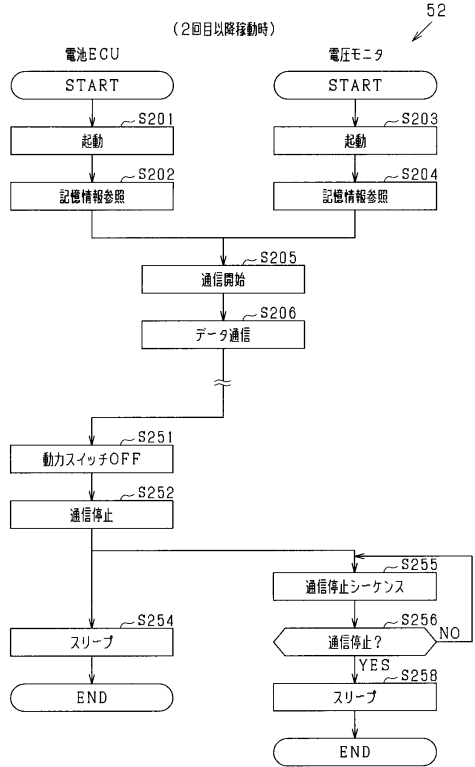 52
(2回目以降稼動時)
電池ECU
電圧モニタ
START
START
S201
起動
S203
起動
S202
記憶情報参照
S204
記憶情報参照
S205
通信開始
S206
データ通信
S251
動力スイッチOFF
S252
通信停止
S255
通信停止シーケンス
S256
通信停止?
NO
YES
S254
スリープ
S258
スリープ
END
END